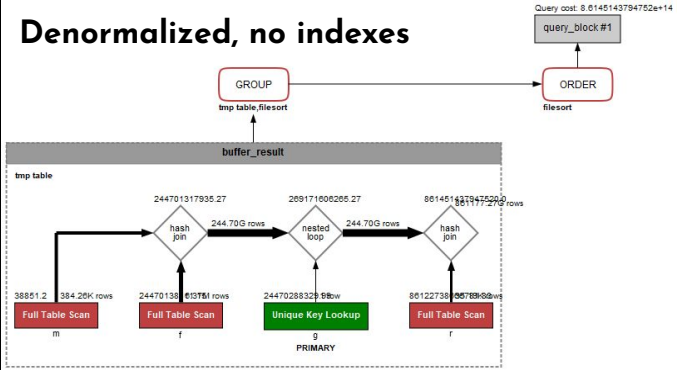 Denormalized, no indexes
Query cost: 8.6145143794752e+14
query_block #1
GROUP
tmp table,filesort
ORDER
filesort
buffer_result
tmp table
244701317935.27
269171606265.27
hash
join
244.70G rows
nested
loop
244.70G rows
hash
join
38851.2
384.26K rows
Full Table Scan
Full Table Scan
Unique Key Lookup
Full Table Scan
m
f
g
r
PRIMARY